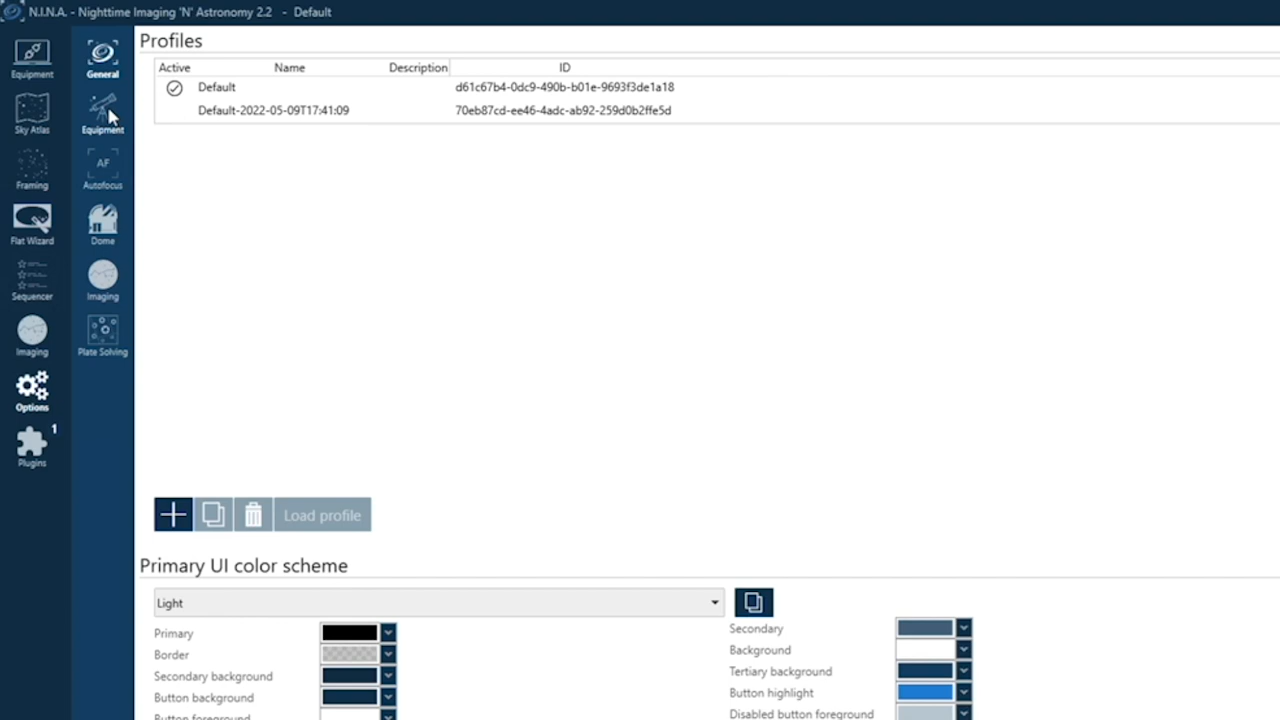 N.I.N.A. - Nighttime Imaging 'N' Astronomy 2.2 - Default
Equipment
Sky Atlas
Framing
Flat Wizard
Sequencer
Imaging
Options
1
Plugins
General
Equipment
AF
Autofocus
Dome
Imaging
Plate Solving
Profiles
Active Name Description ID
Default d61c67b4-0dc9-490b-b01e-9693f3de1a18
Default-2022-05-09T17:41:09 70eb87cd-ee46-4adc-ab92-259d0b2ffe5d
Load profile
Primary UI color scheme
Light
Primary
Border
Secondary background
Button background
Button foreground
Secondary
Background
Tertiary background
Button highlight
Disabled button foreground